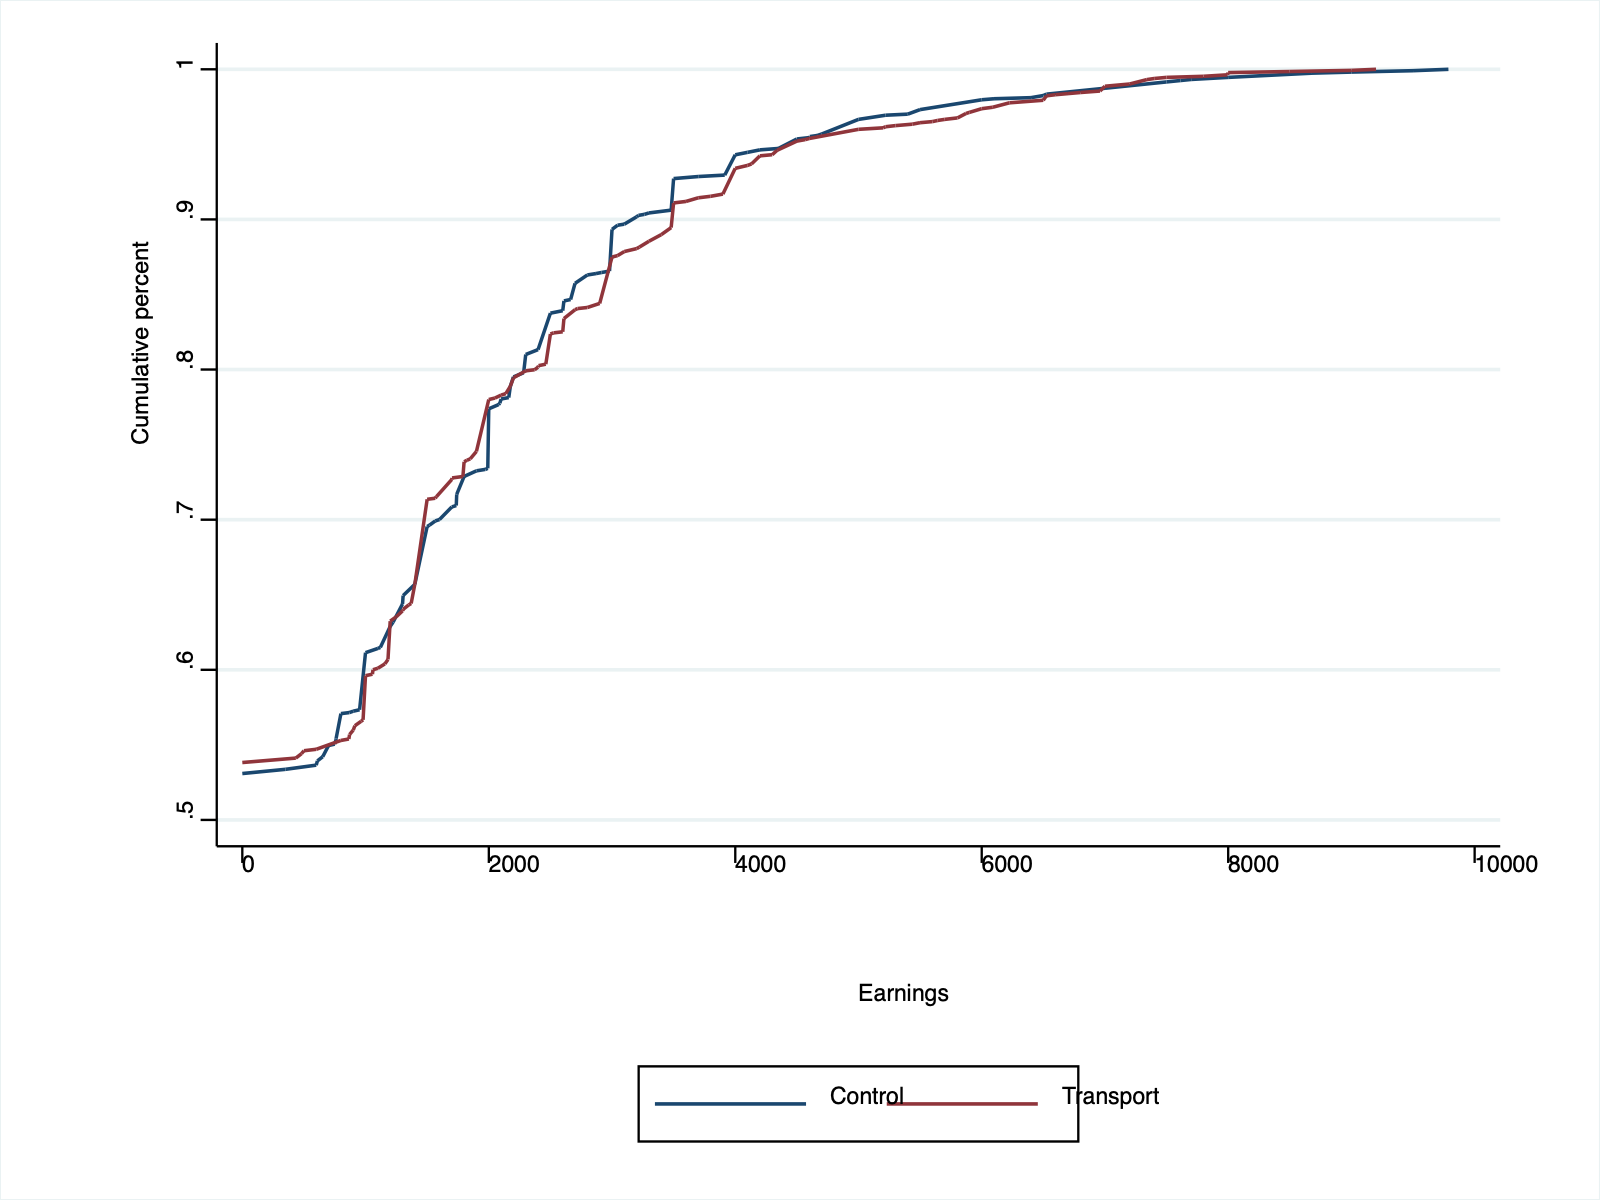 Cumulative percent
1
.9
.8
.7
.6
.5
0 2000 4000 6000 8000 10000
Earnings
Control Transport